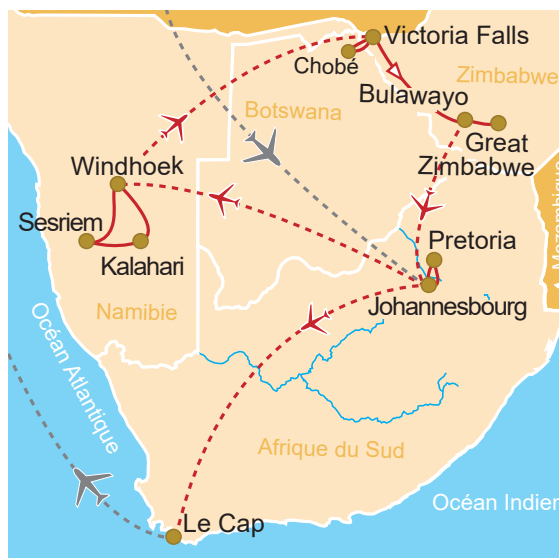 Victoria Falls
Chobé
Zimbabwe
Bulawayo
Botswana
Great
Zimbabwe
Windhoek
Sesriem
Kalahari
Pretoria
Johannesbourg
Namibie
Océan Atlantique
Afrique du Sud
Océan Indien
Le Cap